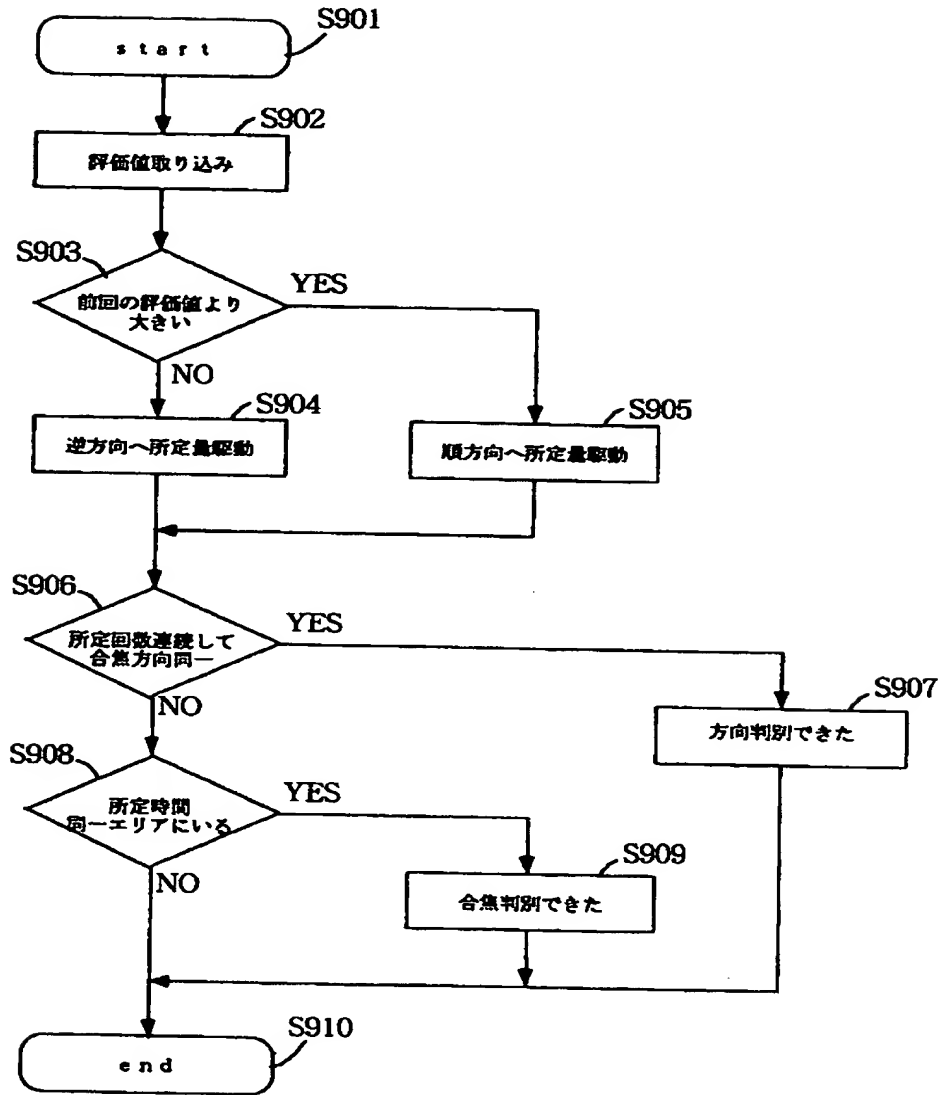 S901
start
S902
評価値取り込み
S903
YES
前回の評価値より
大きい
NO
S904
S905
逆方向へ所定量駆動
順方向へ所定量駆動
S906
YES
所定回数連続して
合焦方向同一
NO
S907
方向判別できた
S908
YES
所定時間
同一エリアにいる
NO
S909
合焦判別できた
S910
end